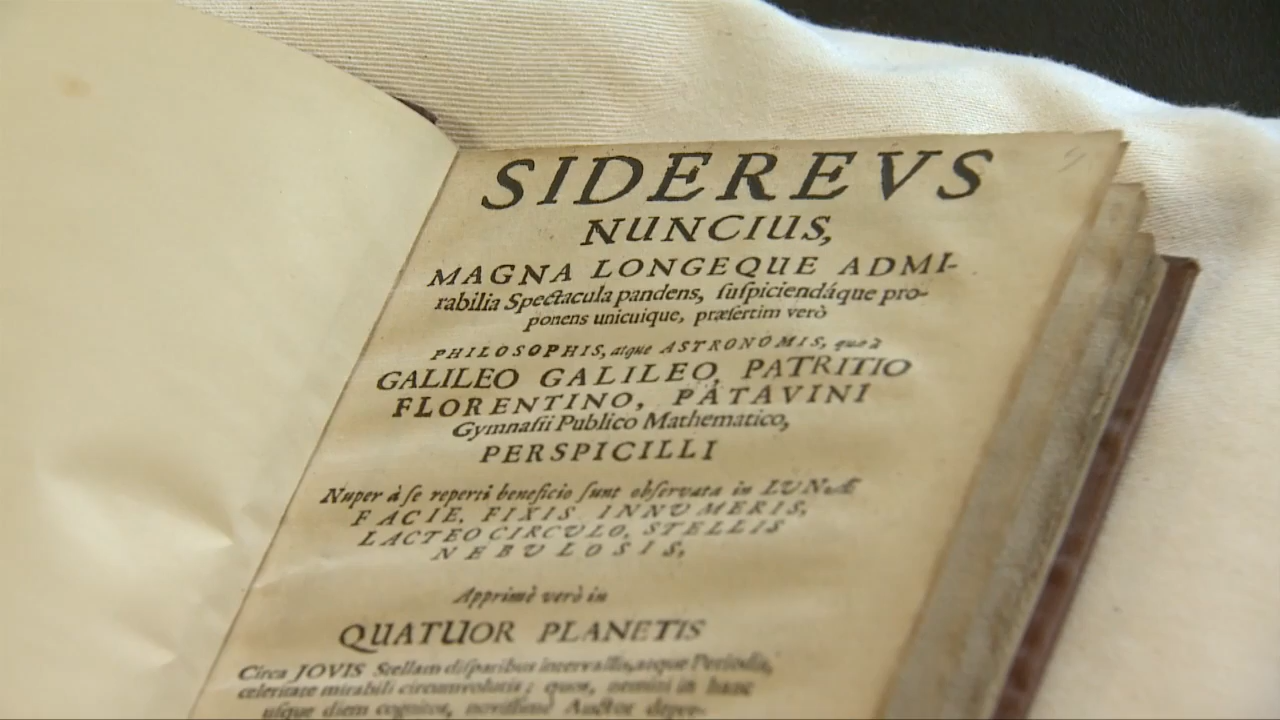 SIDEREVS
NUNCIUS,
MAGNA LONGEQUE ADMI-
rabilia Spectacula pandens, ſuſpiciendáque pro-
ponens unicuique, præſertim verò
PHILOSOPHIS, atque ASTRONOMIS, quæ à
GALILEO GALILEO, PATRITIO
FLORENTINO, PATAVINI
Gymnaſii Publico Mathematico,
PERSPICILLI
Nuper à ſe reperti beneficio ſunt obſervata in LUNÆ
FACIE, FIXIS INNUMERIS,
LACTEO CIRCULO, STELLIS
NEBULOSIS,
Apprimè verò in
QUATUOR PLANETIS
Circa JOVIS Stellam diſparibus intervallis, atque Periodis,
celeritate mirabili circumvolutis; quos, nemini in hanc
uſque diem cognitos, noviſſimè Auctor depre-